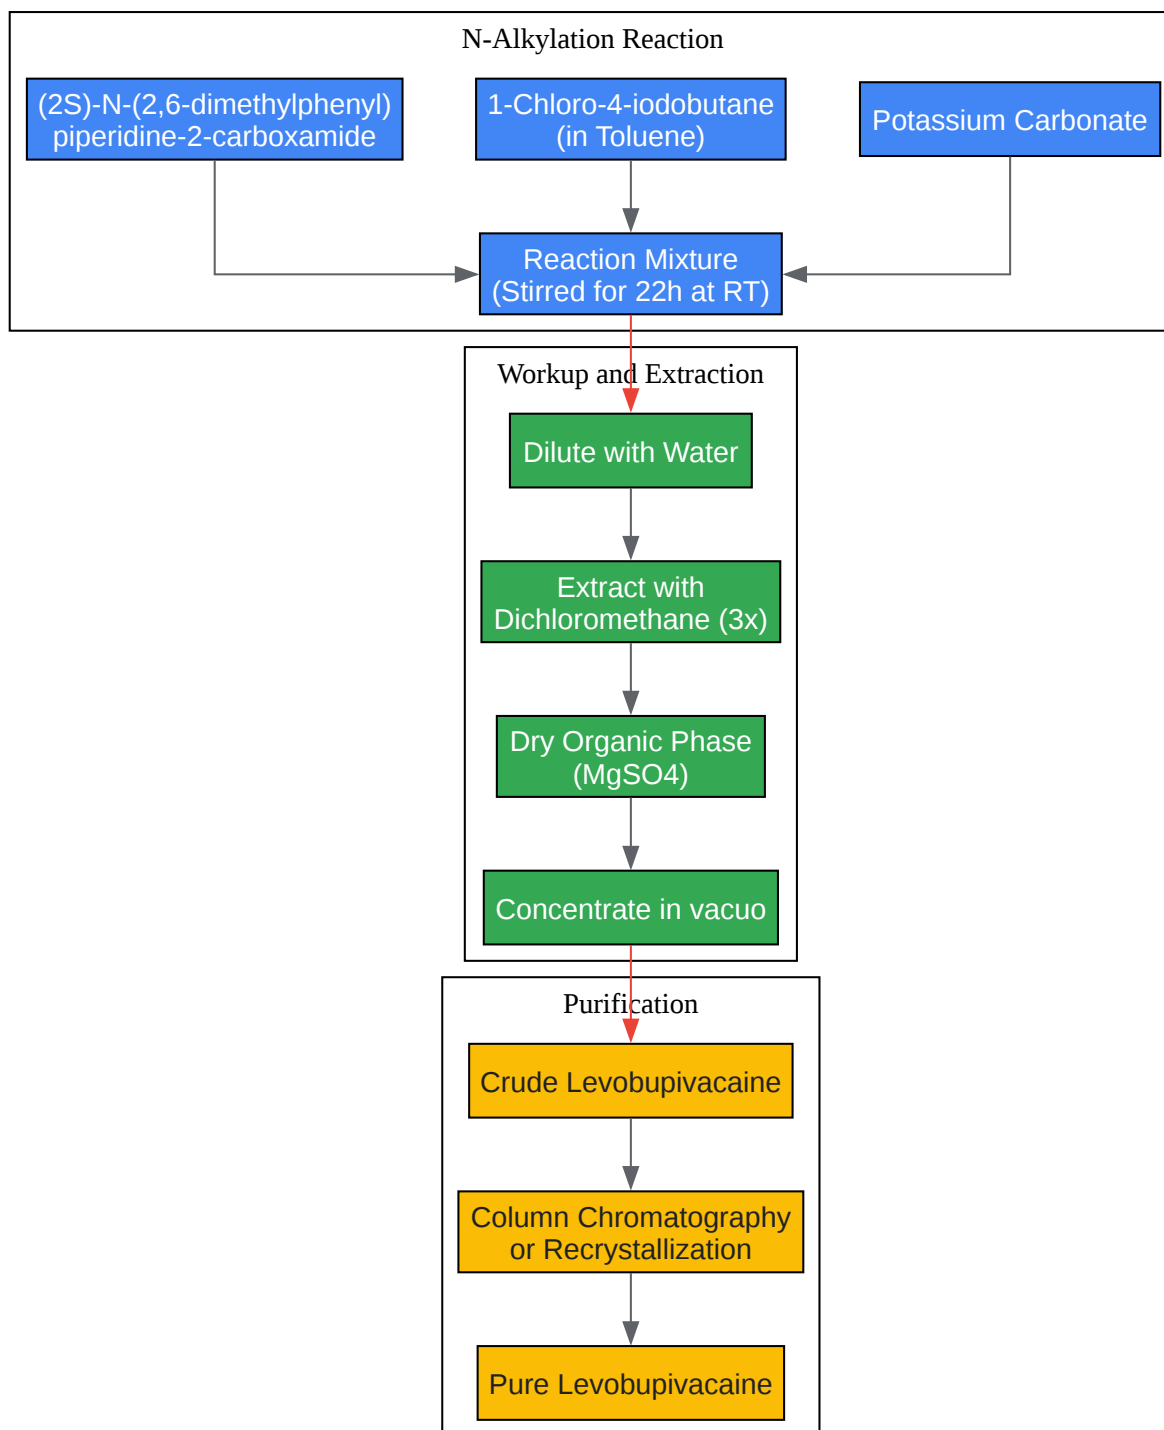 N-Alkylation Reaction
(2S)-N-(2,6-dimethylphenyl)
piperidine-2-carboxamide
1-Chloro-4-iodobutane
(in Toluene)
Potassium Carbonate
Reaction Mixture
(Stirred for 22h at RT)
Workup and Extraction
Dilute with Water
Extract with
Dichloromethane (3x)
Dry Organic Phase
(MgSO4)
Concentrate in vacuo
Purification
Crude Levobupivacaine
Column Chromatography
or Recrystallization
Pure Levobupivacaine